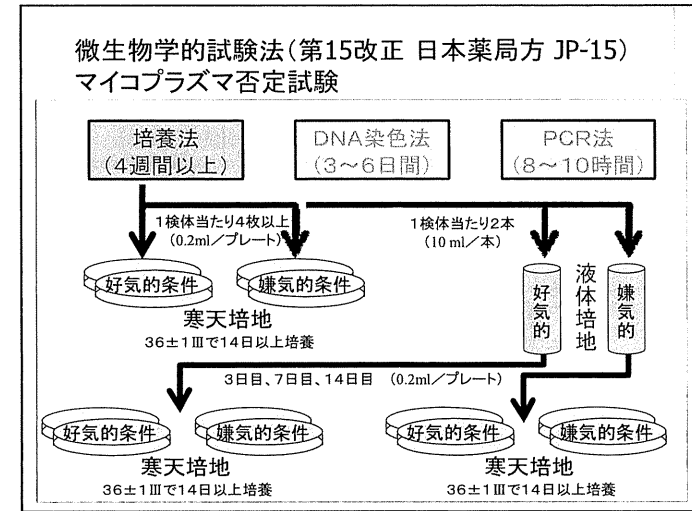 微生物学的試験法（第15改正 日本薬局方 JP-15）
マイコプラズマ否定試験
培養法
（4週間以上）
DNA染色法
（3～6日間）
PCR法
（8～10時間）
1検体当たり4枚以上
（0.2ml／プレート）
1検体当たり2本
（10 ml／本）
好気的条件
嫌気的条件
寒天培地
36±1Ⅲで14日以上培養
好気的
液体培地
嫌気的
3日目、7日目、14日目　（0.2ml／プレート）
好気的条件
嫌気的条件
寒天培地
36±1Ⅲで14日以上培養
好気的条件
嫌気的条件
寒天培地
36±1Ⅲで14日以上培養